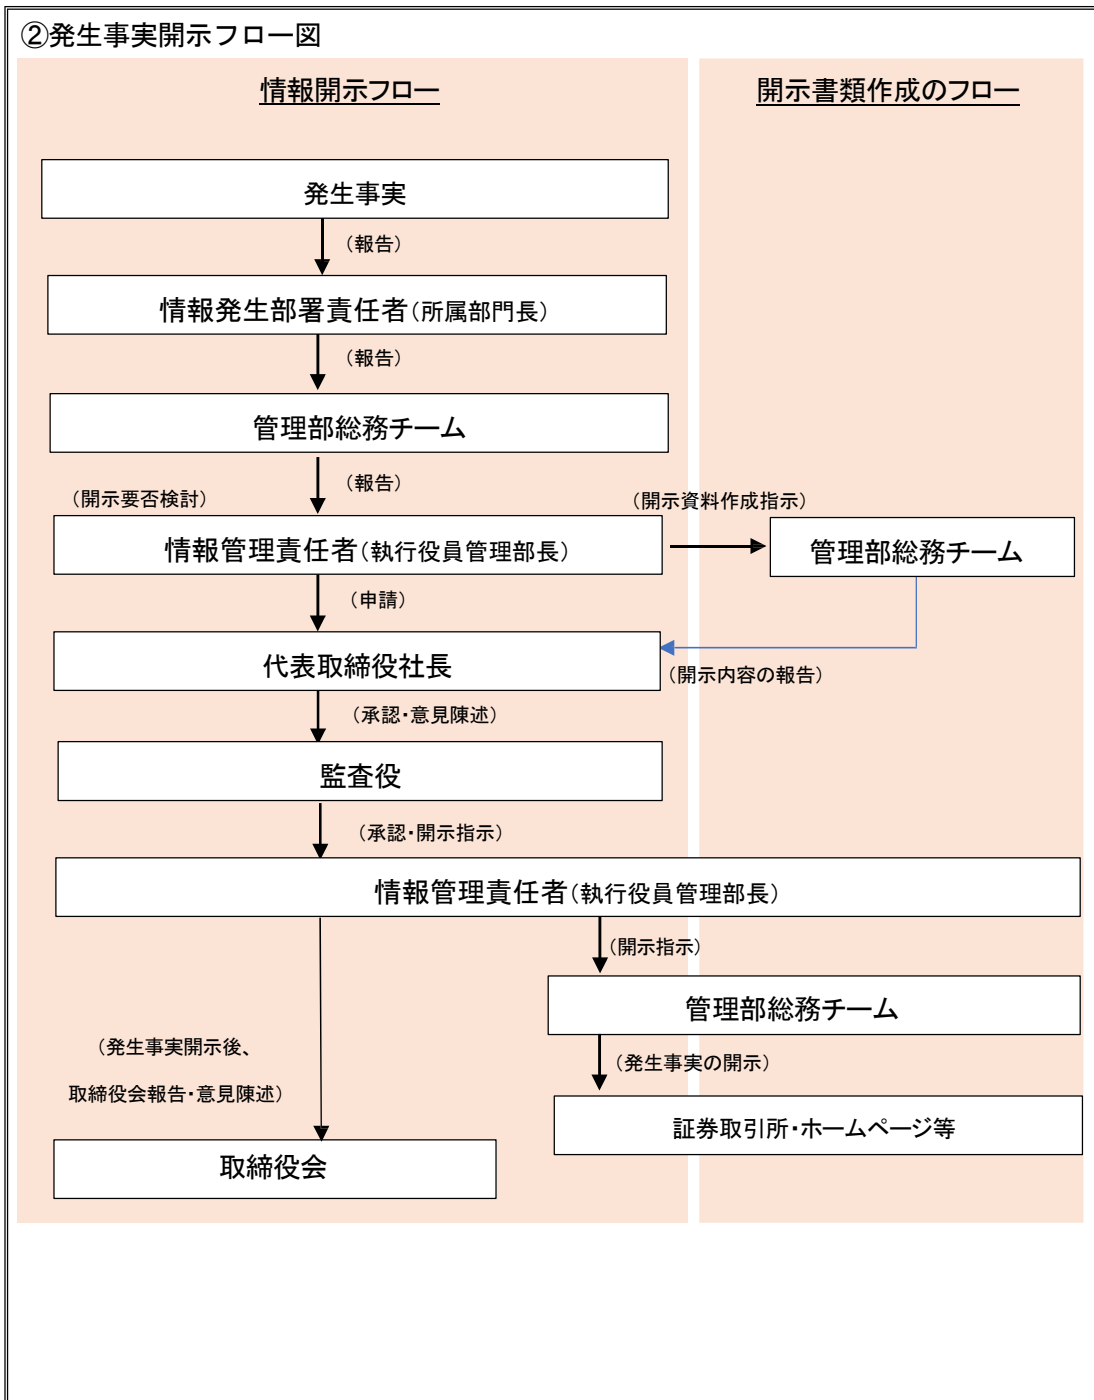 ②発生事実開示フロー図
情報開示フロー
開示書類作成のフロー
発生事実
（報告）
情報発生部署責任者（所属部門長）
（報告）
管理部総務チーム
（報告）
（開示要否検討）
（開示資料作成指示）
情報管理責任者（執行役員管理部長）
管理部総務チーム
（申請）
代表取締役社長
（開示内容の報告）
（承認・意見陳述）
監査役
（承認・開示指示）
情報管理責任者（執行役員管理部長）
（開示指示）
管理部総務チーム
（発生事実開示後、
取締役会報告・意見陳述）
（発生事実の開示）
証券取引所・ホームページ等
取締役会